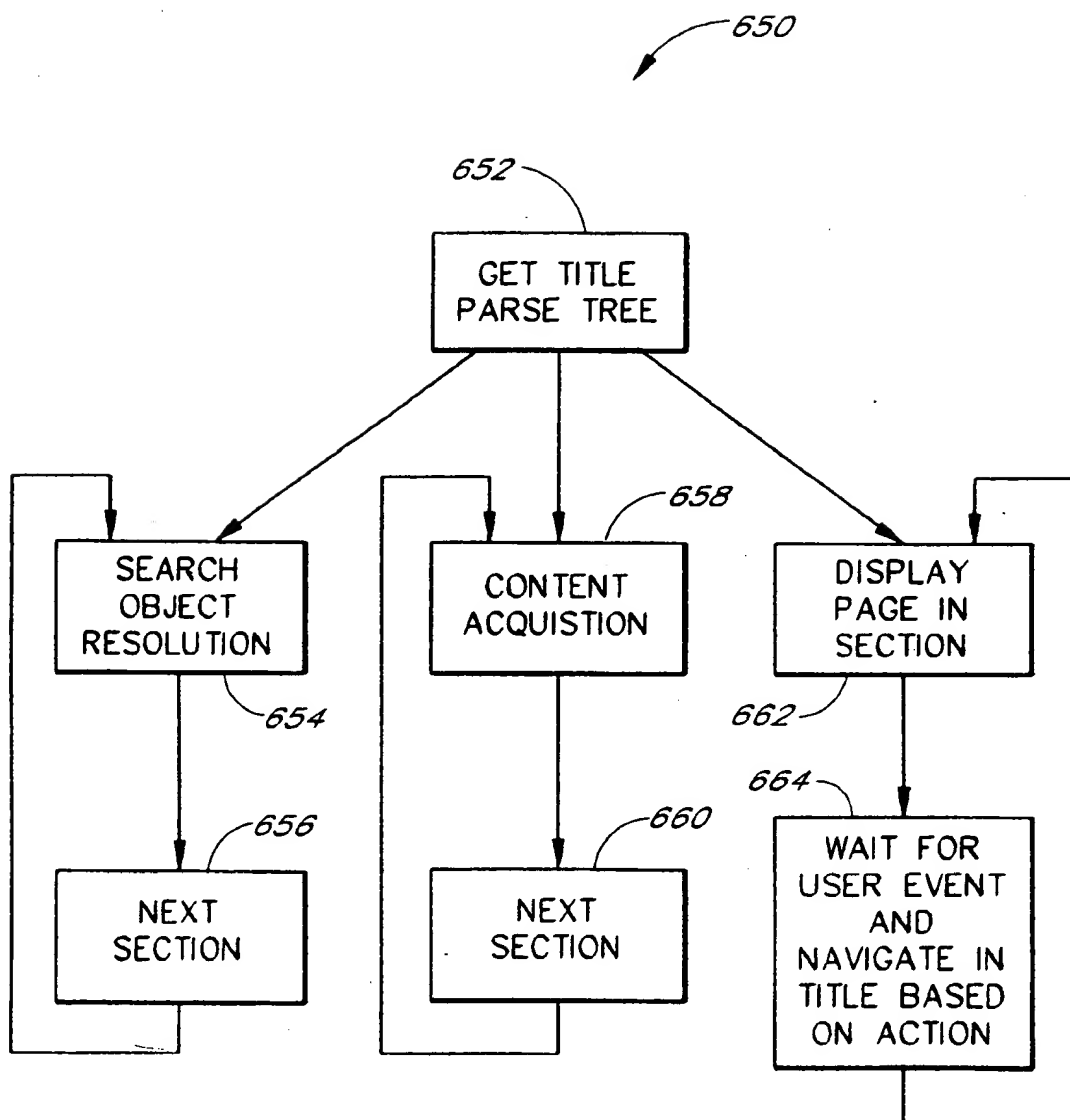 650
652
GET TITLE
PARSE TREE
SEARCH
OBJECT
RESOLUTION
654
656
NEXT
SECTION
658
CONTENT
ACQUISTION
660
NEXT
SECTION
DISPLAY
PAGE IN
SECTION
662
664
WAIT FOR
USER EVENT
AND
NAVIGATE IN
TITLE BASED
ON ACTION